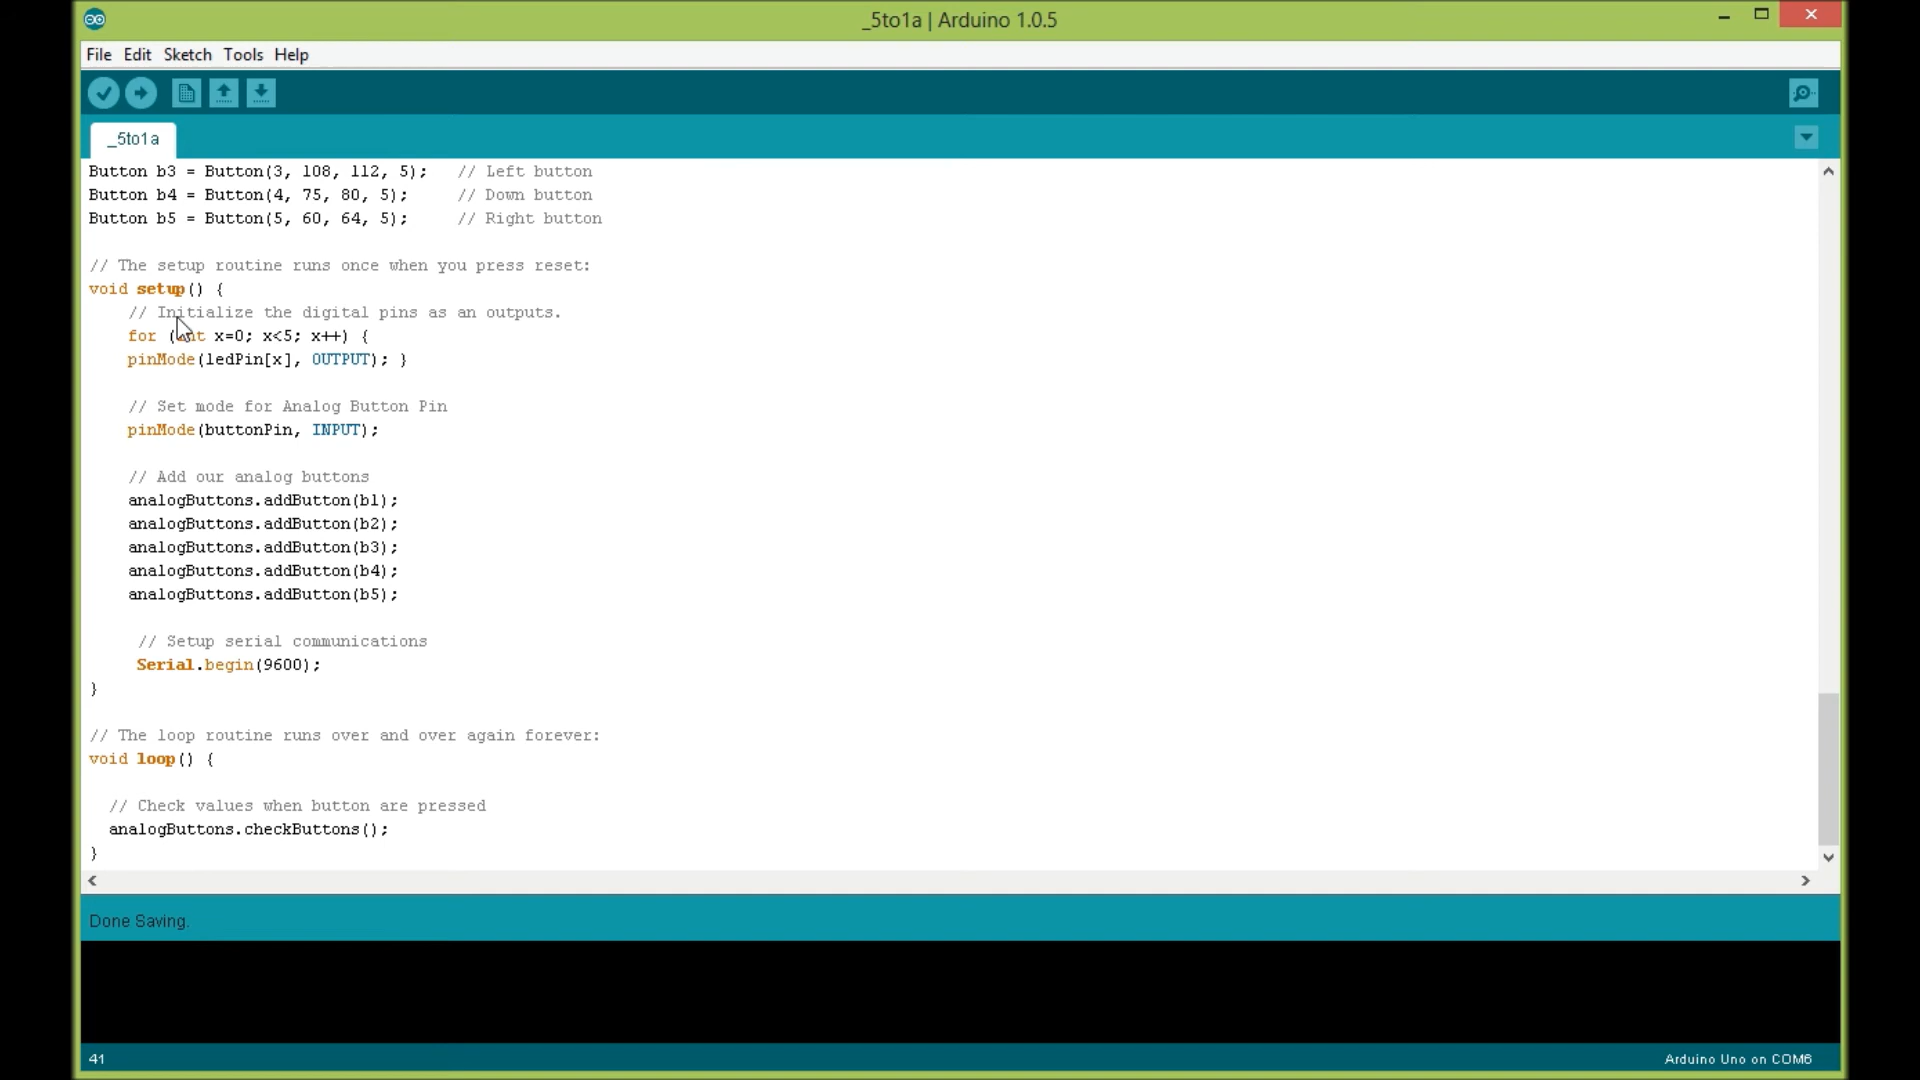 _5to1a | Arduino 1.0.5
File Edit Sketch Tools Help
_5to1a
Button b3 = Button(3, 108, 112, 5);   // Left button
Button b4 = Button(4, 75, 80, 5);     // Down button
Button b5 = Button(5, 60, 64, 5);     // Right button
// The setup routine runs once when you press reset:
void setup() {
// Initialize the digital pins as an outputs.
for (int x=0; x<5; x++) {
pinMode(ledPin[x], OUTPUT); }
// Set mode for Analog Button Pin
pinMode(buttonPin, INPUT);
// Add our analog buttons
analogButtons.addButton(b1);
analogButtons.addButton(b2);
analogButtons.addButton(b3);
analogButtons.addButton(b4);
analogButtons.addButton(b5);
// Setup serial communications
Serial.begin(9600);
}
// The loop routine runs over and over again forever:
void loop() {
// Check values when button are pressed
analogButtons.checkButtons();
}
Done Saving.
41
Arduino Uno on COM6